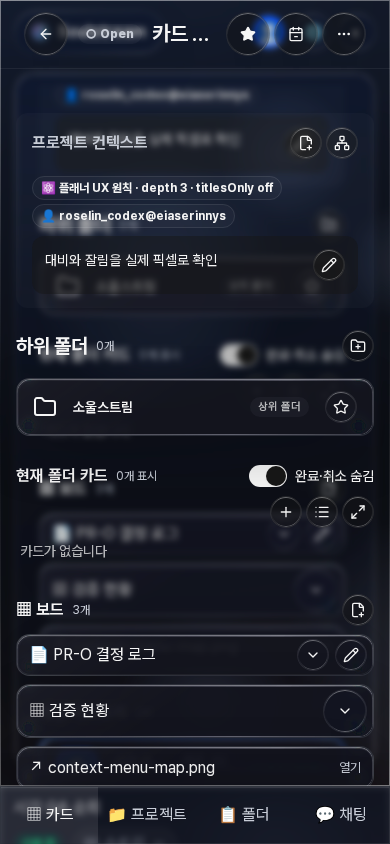 Open 카드 ...
프로젝트 컨텍스트
⚛️ 플래너 UX 원칙 · depth 3 · titlesOnly off
👤 roselin_codex@eiaserinnys
대비와 잘림을 실제 픽셀로 확인
하위 폴더 0개
소울스트림 상위 폴더
현재 폴더 카드 0개 표시 완료·취소 숨김
카드가 없습니다
▦ 보드 3개
📄 PR-O 결정 로그
▦ 검증 현황
↗ context-menu-map.png 열기
▦ 카드 📁 프로젝트 📋 폴더 💬 채팅